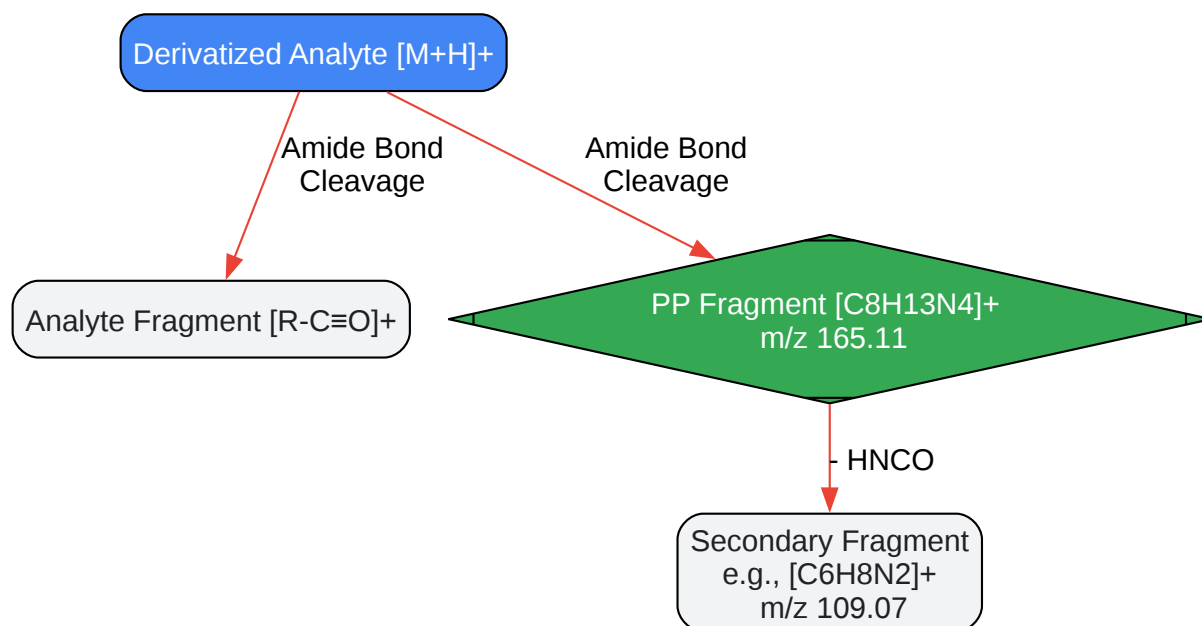 Derivatized Analyte [M+H]+
Amide Bond
Cleavage
Amide Bond
Cleavage
Analyte Fragment [R-C≡O]+
PP Fragment [C8H13N4]+
m/z 165.11
- HNCO
Secondary Fragment
e.g., [C6H8N2]+
m/z 109.07